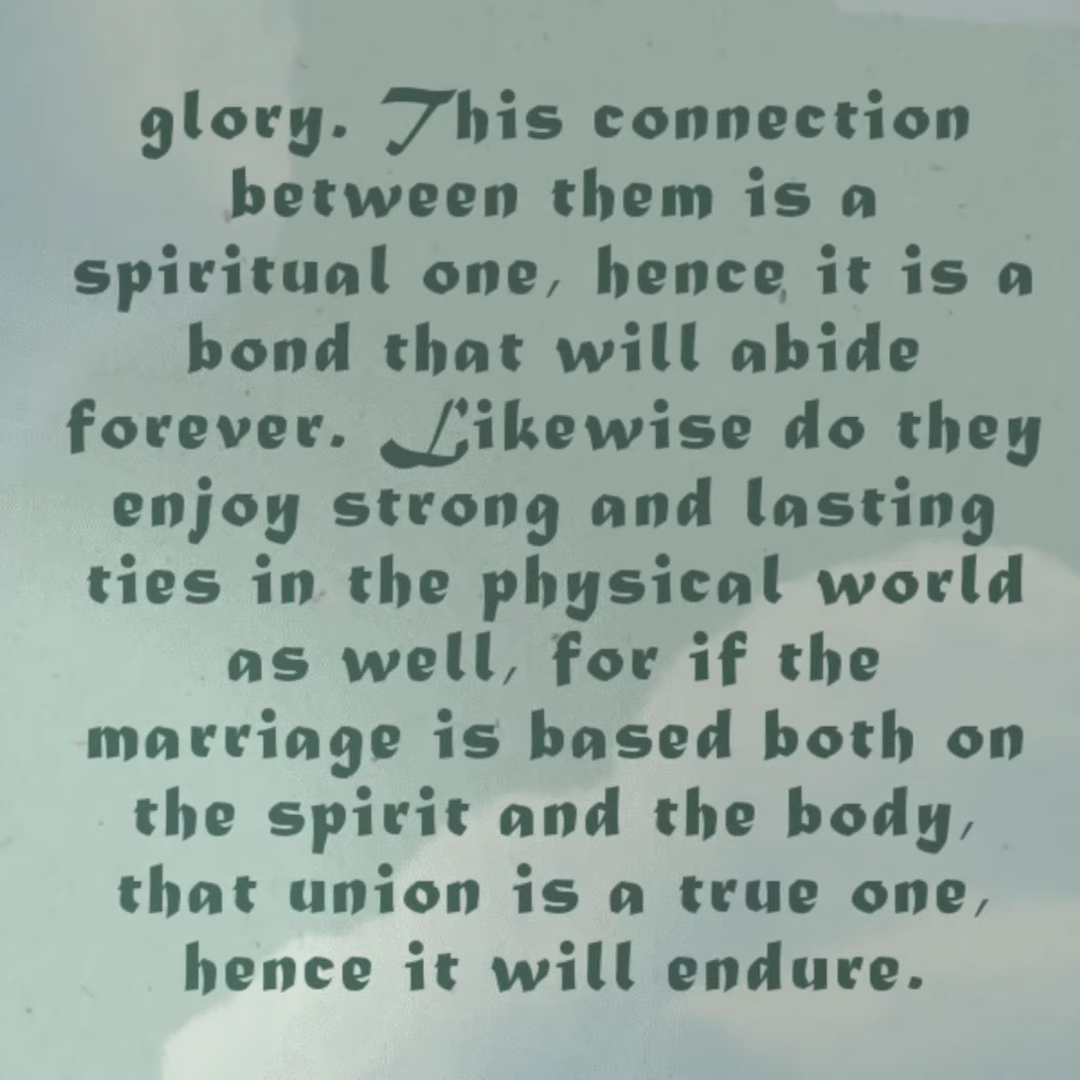 glory. This connection
between them is a
spiritual one, hence it is a
bond that will abide
forever. Likewise do they
enjoy strong and lasting
ties in the physical world
as well, for if the
marriage is based both on
the spirit and the body,
that union is a true one,
hence it will endure.